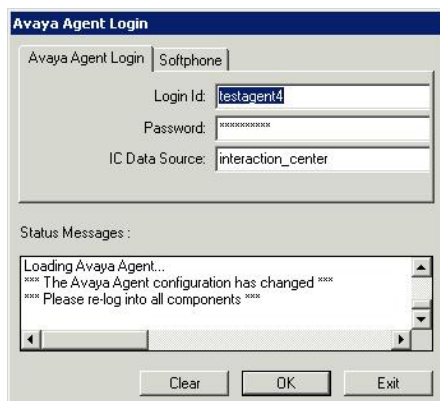 Avaya Agent Login
Avaya Agent Login Softphone
Login Id: testagent4
Password: **********
IC Data Source: interaction_center
Status Messages :
Loading Avaya Agent...
*** The Avaya Agent configuration has changed ***
*** Please re-log into all components ***
Clear OK Exit